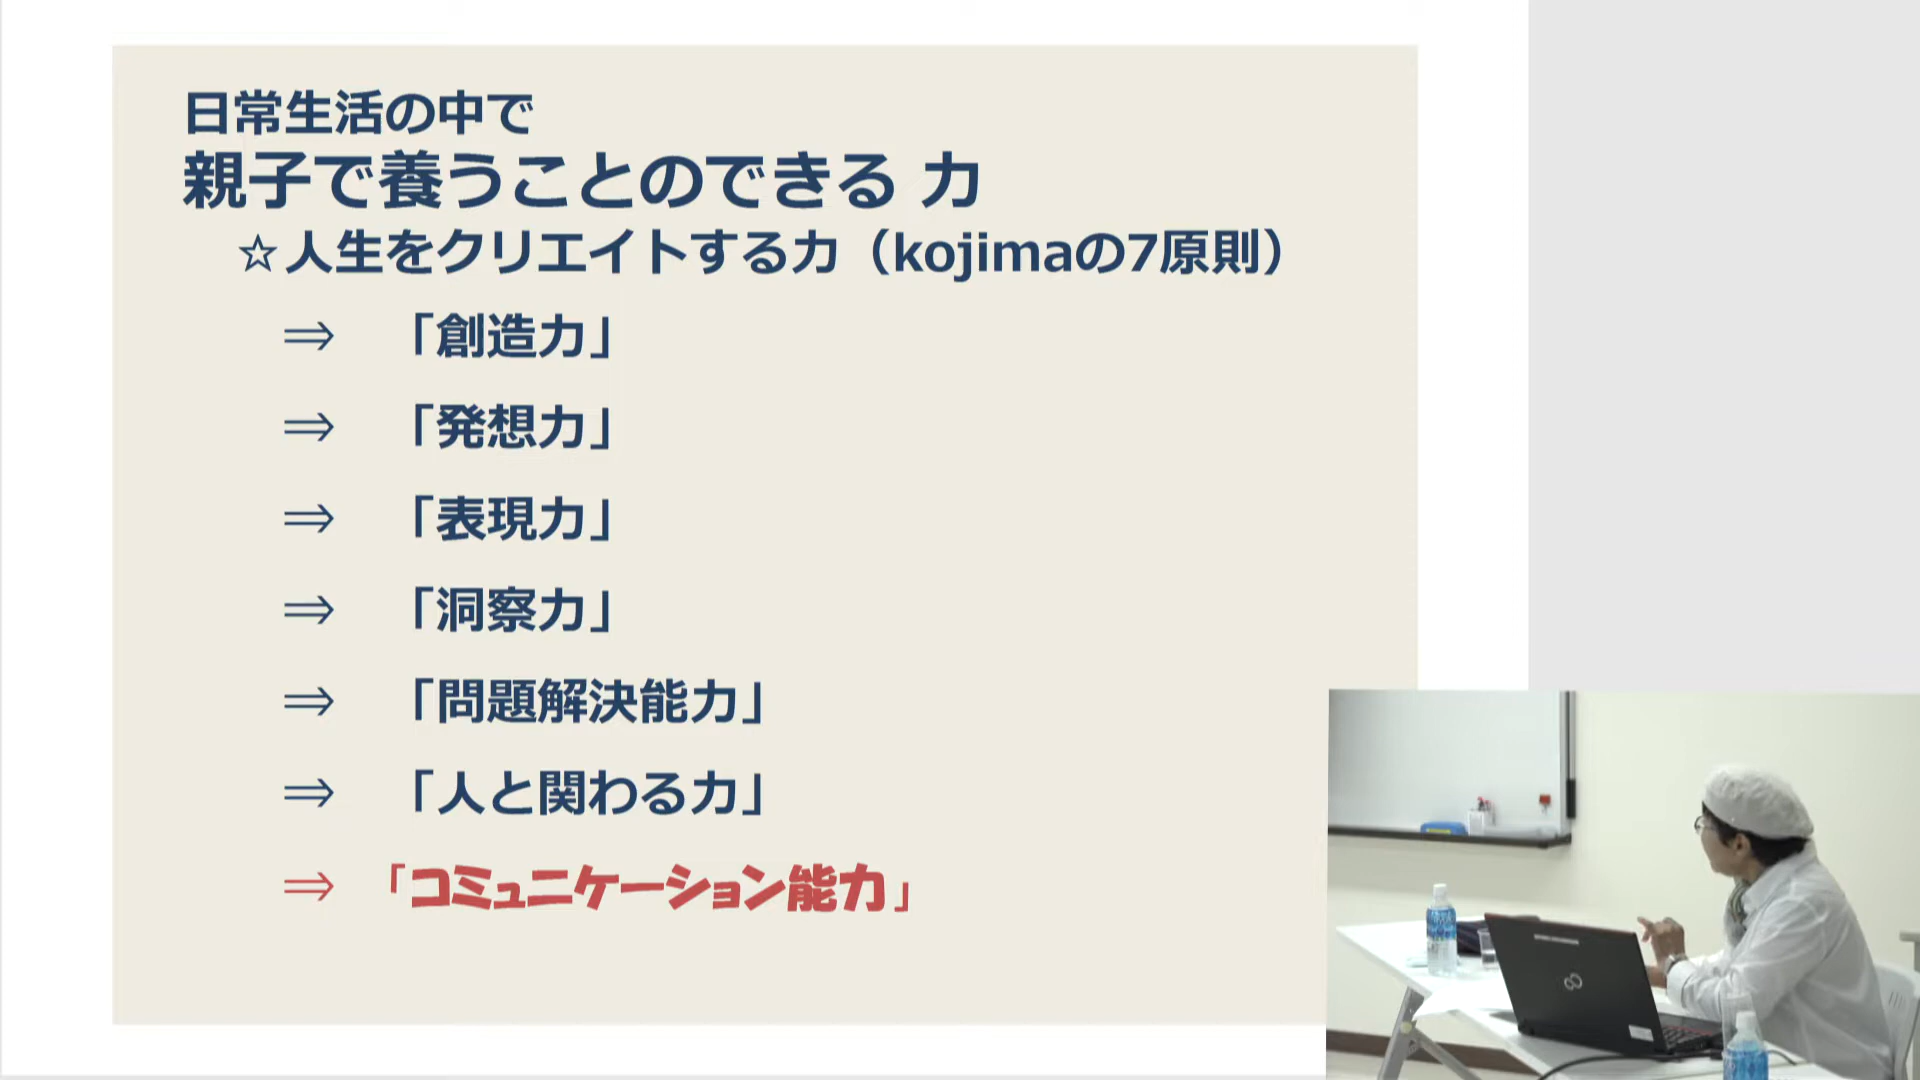 日常生活の中で
親子で養うことのできる 力
☆人生をクリエイトする力（kojimaの7原則）
⇒ 「創造力」
⇒ 「発想力」
⇒ 「表現力」
⇒ 「洞察力」
⇒ 「問題解決能力」
⇒ 「人と関わる力」
⇒ 「コミュニケーション能力」